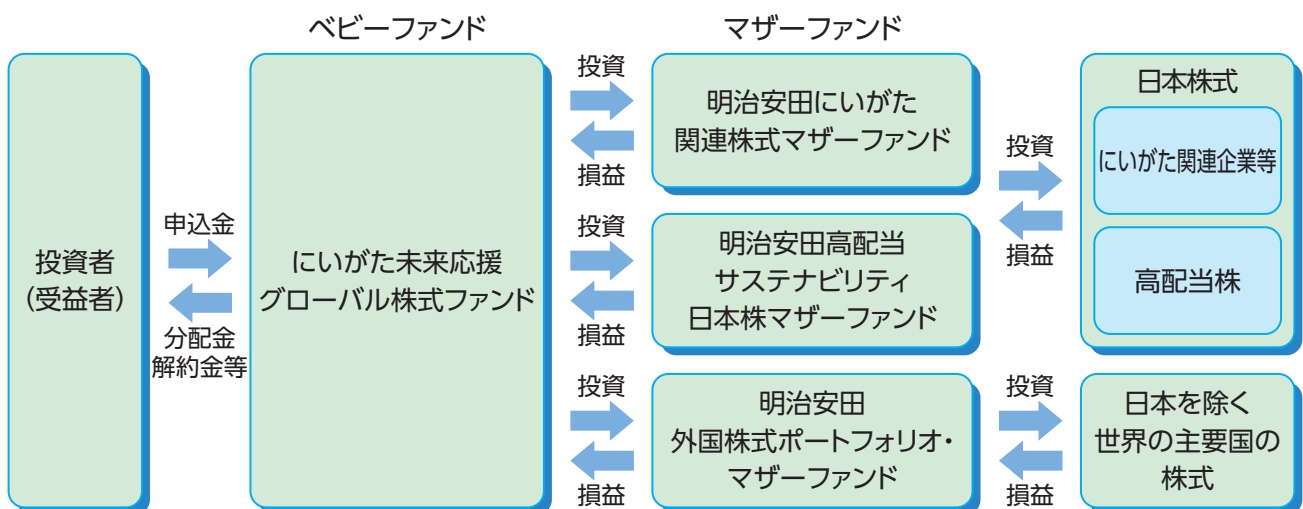 ベビーファンド
マザーファンド
投資者
(受益者)
申込金
分配金
解約金等
にいがた未来応援
グローバル株式ファンド
投資
損益
明治安田にいがた
関連株式マザーファンド
投資
損益
明治安田高配当
サステナビリティ
日本株マザーファンド
投資
損益
日本株式
にいがた関連企業等
高配当株
投資
損益
明治安田
外国株式ポートフォリオ・
マザーファンド
投資
損益
日本を除く
世界の主要国の
株式